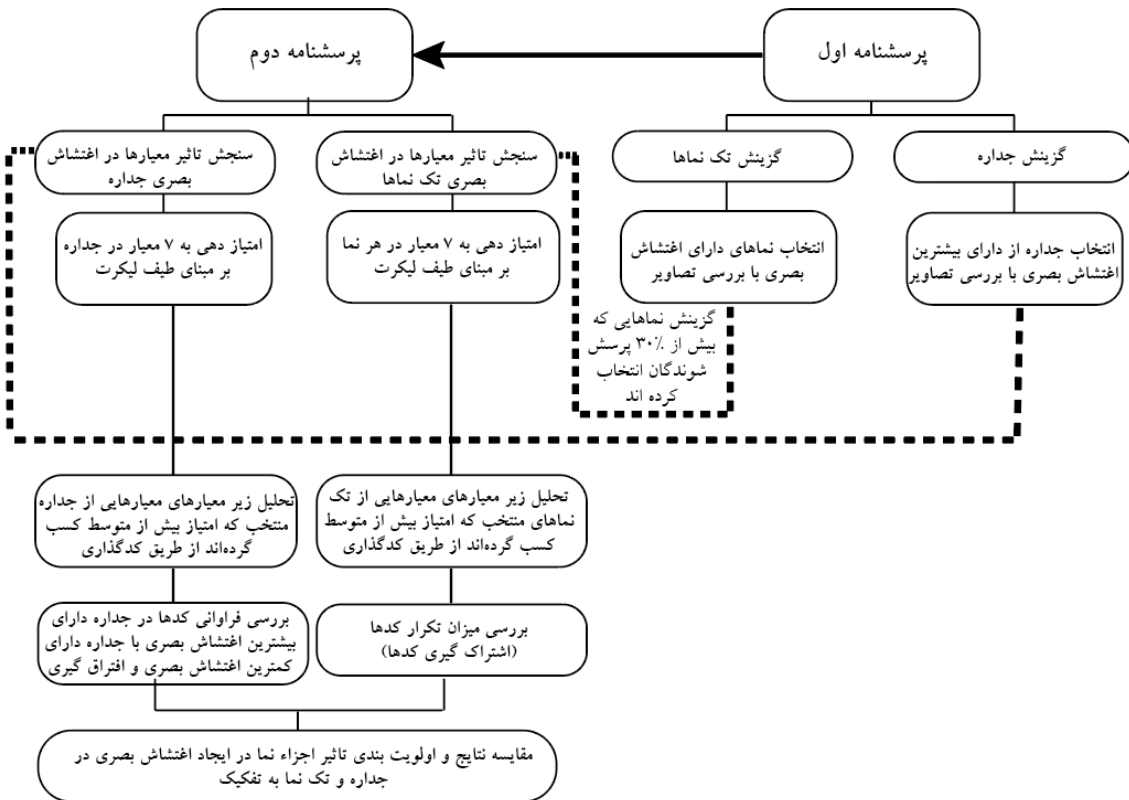 پرسشنامه اول
پرسشنامه دوم
گزینش جداره
گزینش تک نماها
سنجش تاثیر معیارها در اغتشاش
بصری تک نماها
سنجش تاثیر معیارها در اغتشاش
بصری جداره
انتخاب جداره از دارای بیشترین
اغتشاش بصری با بررسی تصاویر
انتخاب نماهای دارای اغتشاش
بصری با بررسی تصاویر
امتیاز دهی به ۷ معیار در هر نما
بر مبنای طیف لیکرت
امتیاز دهی به ۷ معیار در جداره
بر مبنای طیف لیکرت
گزینش نماهایی که
بیش از ۳۰٪ پرسش
شوندگان انتخاب
کرده اند
تحلیل زیر معیارهای معیارهایی از تک
نماهای منتخب که امتیاز بیش از متوسط
کسب گرده‌اند از طریق کدگذاری
تحلیل زیر معیارهای معیارهایی از جداره
منتخب که امتیاز بیش از متوسط کسب
گرده‌اند از طریق کدگذاری
بررسی میزان تکرار کدها
(اشتراک گیری کدها)
بررسی فراوانی کدها در جداره دارای
بیشترین اغتشاش بصری با جداره دارای
کمترین اغتشاش بصری و افتراق گیری
مقایسه نتایج و اولویت بندی تاثیر اجزاء نما در ایجاد اغتشاش بصری در
جداره و تک نما به تفکیک